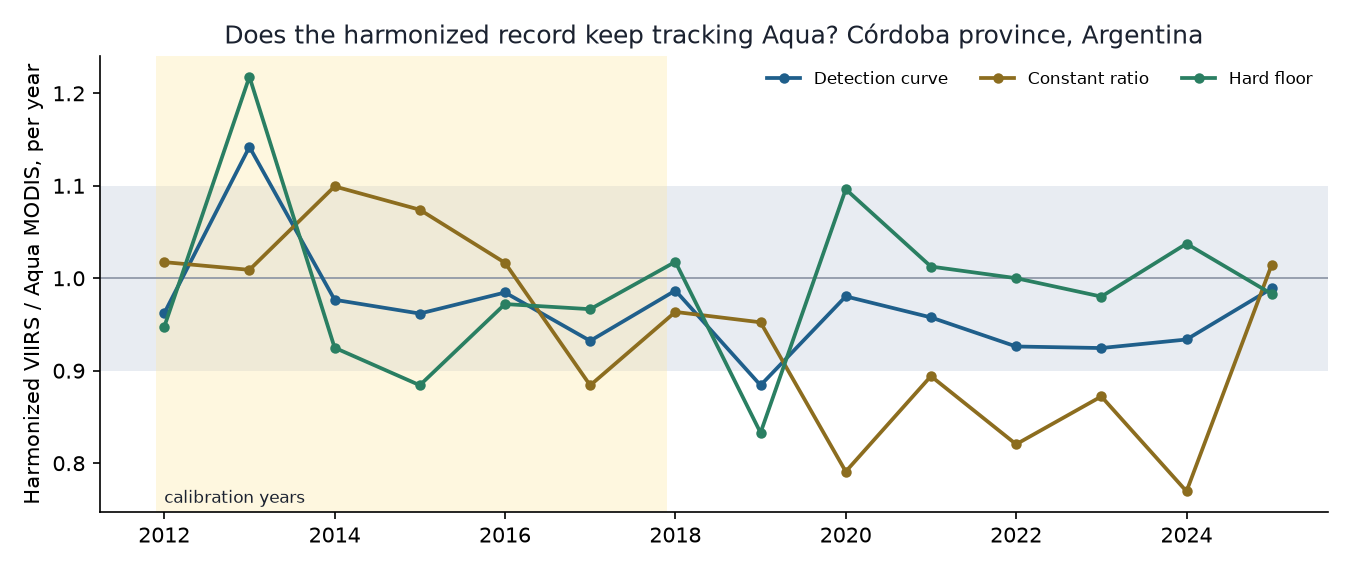 Does the harmonized record keep tracking Aqua? Córdoba province, Argentina
Harmonized VIIRS / Aqua MODIS, per year
Detection curve
Constant ratio
Hard floor
1.2
1.1
1.0
0.9
0.8
calibration years
2012
2014
2016
2018
2020
2022
2024